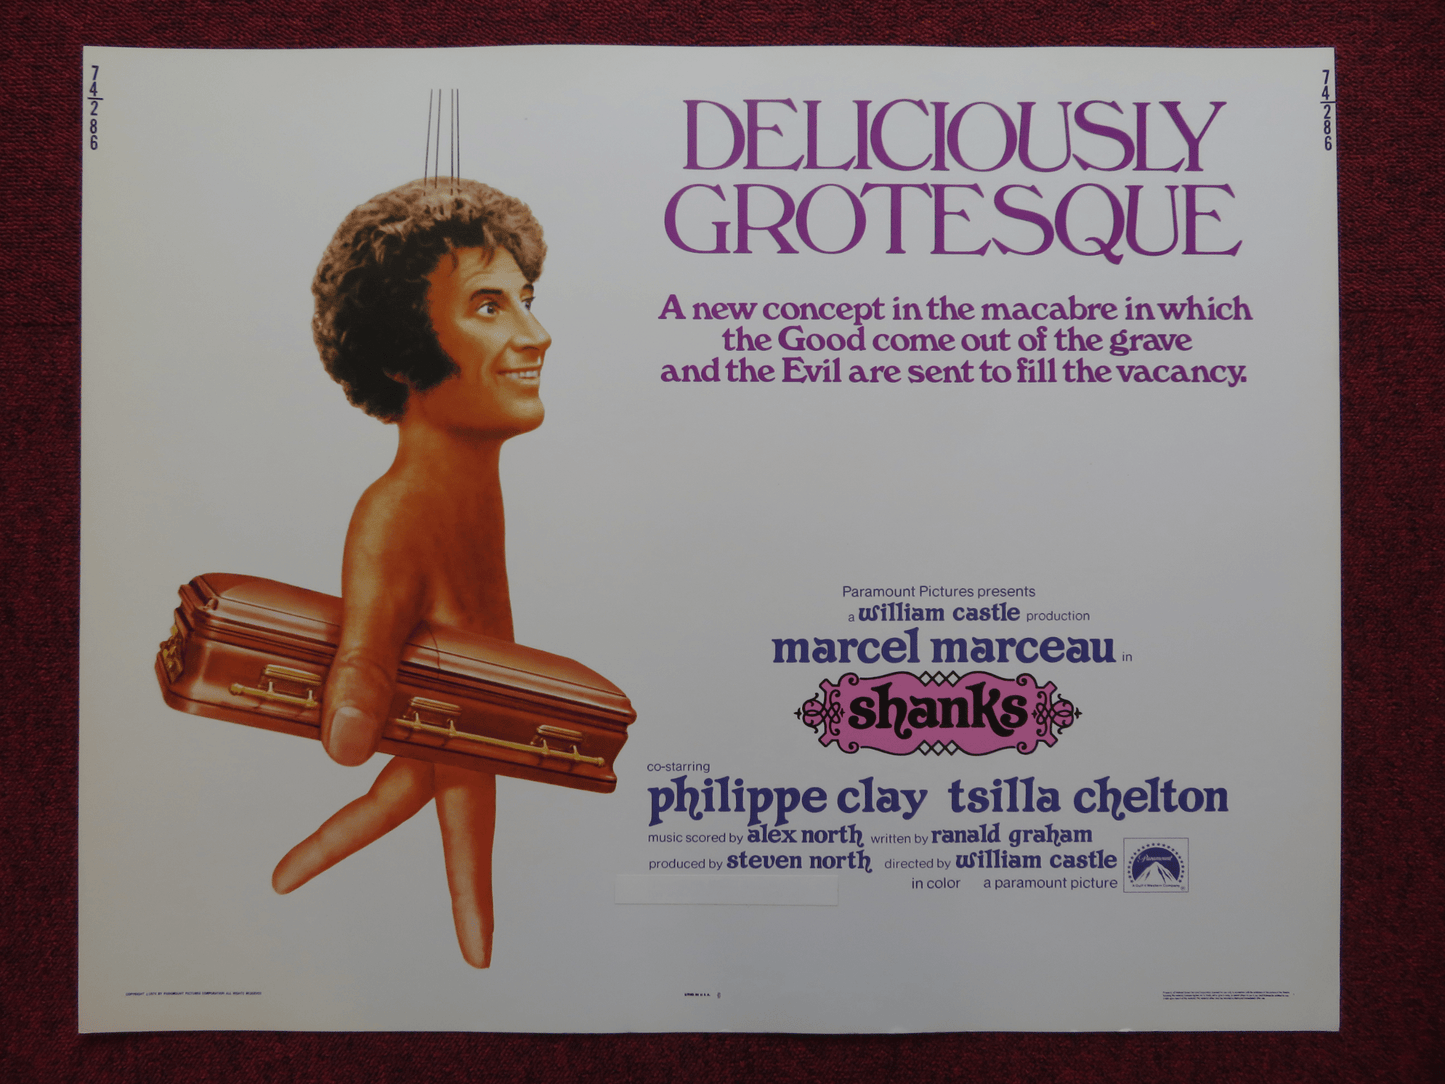 74/286
74/286
DELICIOUSLY
GROTESQUE
A new concept in the macabre in which
the Good come out of the grave
and the Evil are sent to fill the vacancy.
Paramount Pictures presents
a william castle production
marcel marceau in
shanks
co-starring
philippe clay tsilla chelton
music scored by alex north written by ranald graham
produced by steven north directed by william castle
in color a paramount picture
Paramount